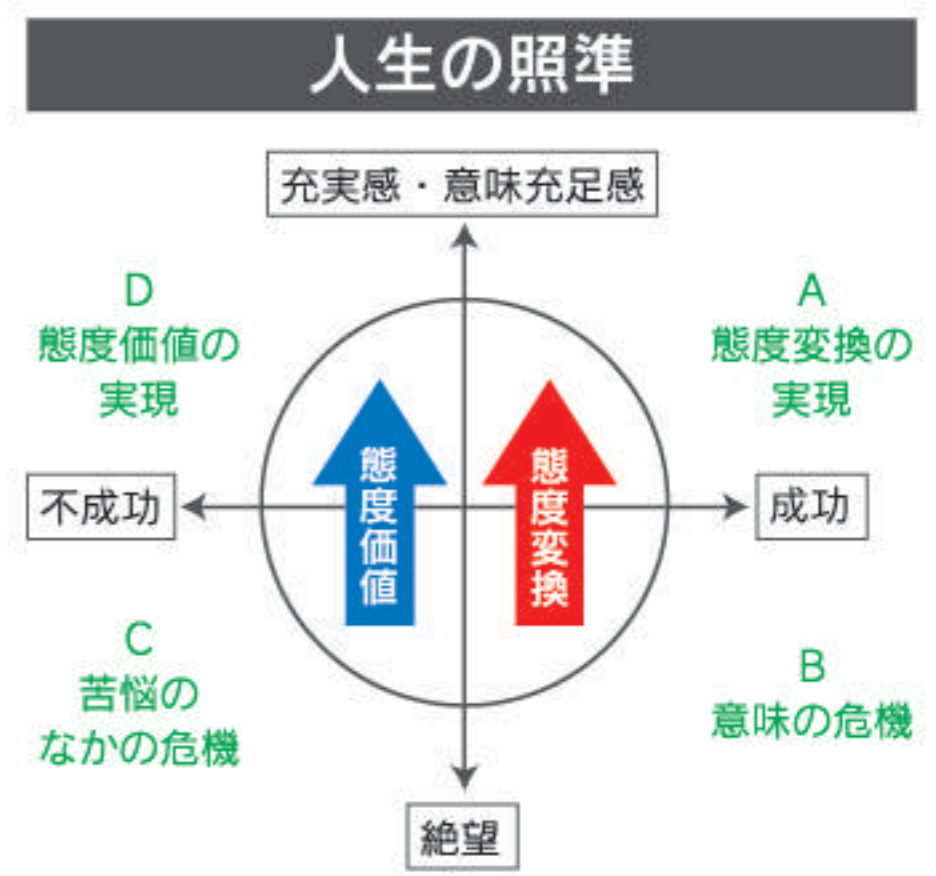 人生の照準
充実感・意味充足感
D
態度価値の
実現
A
態度変換の
実現
態度価値
態度変換
不成功
成功
C
苦悩の
なかの危機
B
意味の危機
絶望